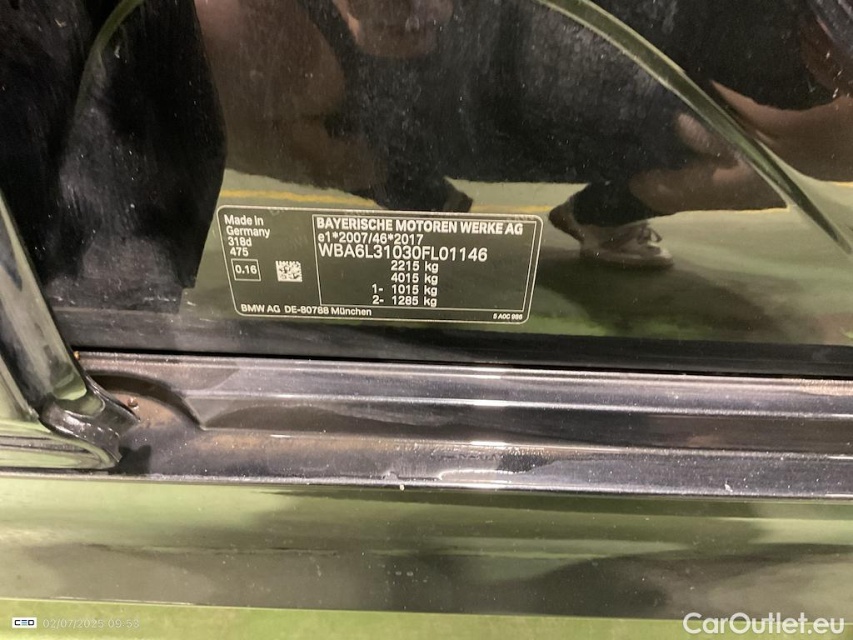 Made in
Germany
318d
475
0.16
BAYERISCHE MOTOREN WERKE AG
e1*2007/46*2017
WBA6L31030FL01146
2215 kg
4015 kg
1- 1015 kg
2- 1285 kg
BMW AG DE-80788 München
02/07/2025 09:58
CarOutlet.eu